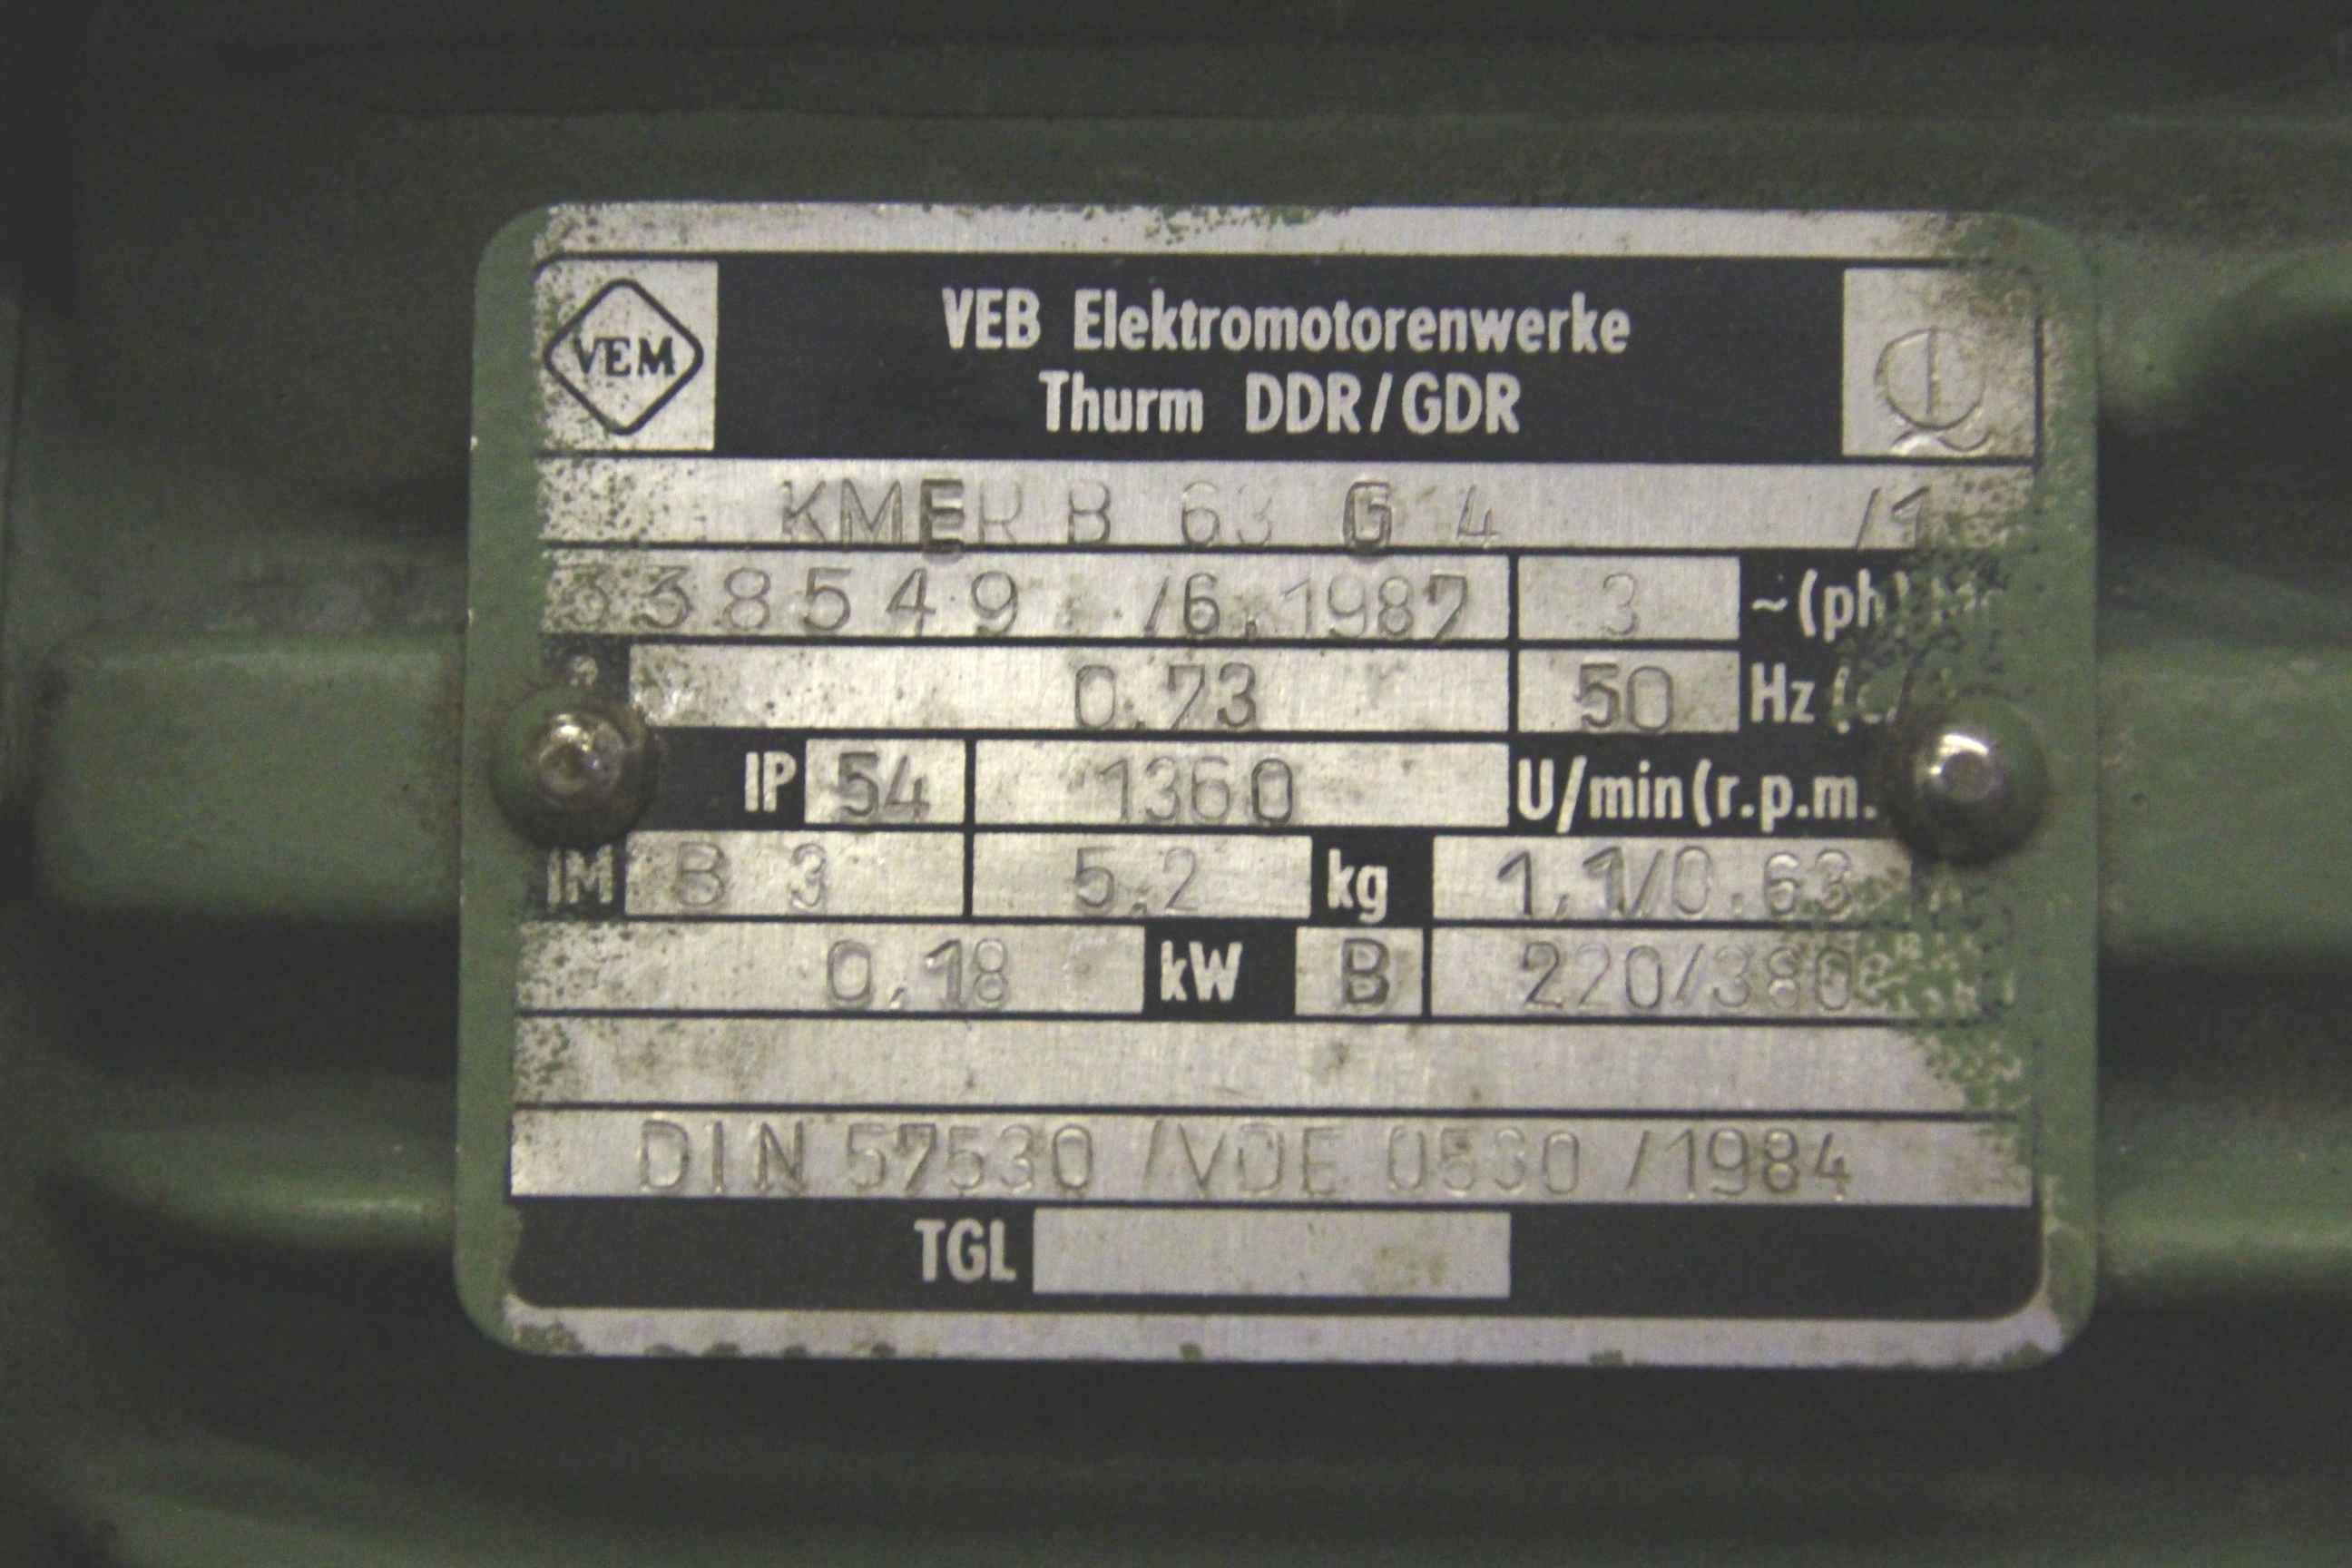 VEM
VEB Elektromotorenwerke
Thurm DDR/GDR
KMER B 63 G 4 /1
338549 /6.1987 3 ~(ph)
0.73 50 Hz
IP 54 1360 U/min(r.p.m.
IM B 3 5.2 kg 1,1/0.63
0,18 kW B 220/380
DIN 57530 /VDE 0530 /1984
TGL